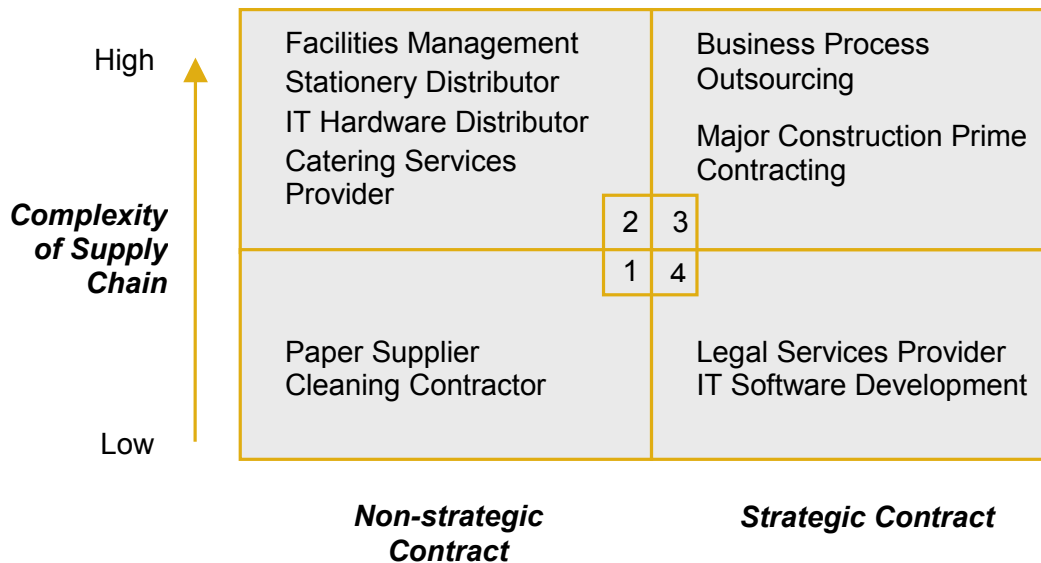 High
Facilities Management
Stationery Distributor
IT Hardware Distributor
Catering Services
Provider
Business Process
Outsourcing
Major Construction Prime
Contracting
Complexity
of Supply
Chain
2
3
1
4
Paper Supplier
Cleaning Contractor
Legal Services Provider
IT Software Development
Low
Non-strategic
Contract
Strategic Contract